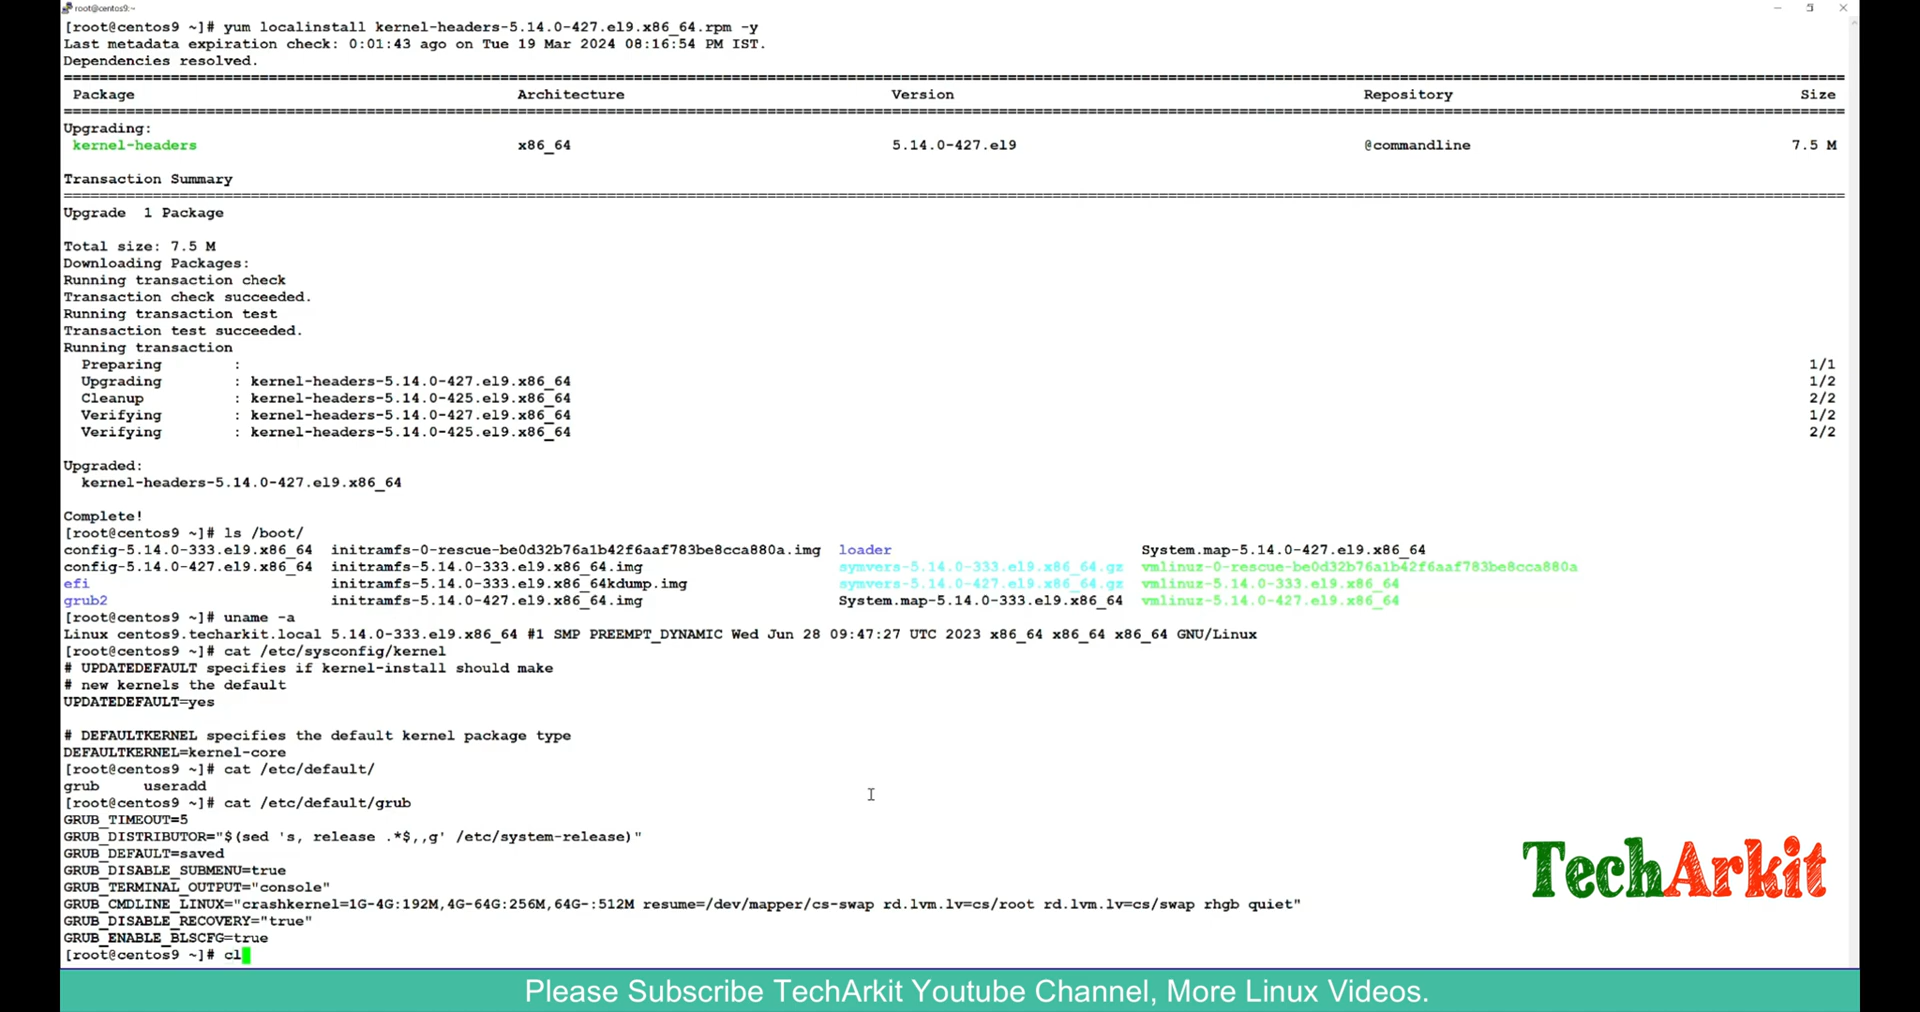 root@centos9:~
[root@centos9 ~]# yum localinstall kernel-headers-5.14.0-427.el9.x86_64.rpm -y
Last metadata expiration check: 0:01:43 ago on Tue 19 Mar 2024 08:16:54 PM IST.
Dependencies resolved.
Package Architecture Version Repository Size
Upgrading:
kernel-headers x86_64 5.14.0-427.el9 @commandline 7.5 M
Transaction Summary
Upgrade 1 Package
Total size: 7.5 M
Downloading Packages:
Running transaction check
Transaction check succeeded.
Running transaction test
Transaction test succeeded.
Running transaction
Preparing : 1/1
Upgrading : kernel-headers-5.14.0-427.el9.x86_64 1/2
Cleanup : kernel-headers-5.14.0-425.el9.x86_64 2/2
Verifying : kernel-headers-5.14.0-427.el9.x86_64 1/2
Verifying : kernel-headers-5.14.0-425.el9.x86_64 2/2
Upgraded:
kernel-headers-5.14.0-427.el9.x86_64
Complete!
[root@centos9 ~]# ls /boot/
config-5.14.0-333.el9.x86_64 initramfs-0-rescue-be0d32b76a1b42f6aaf783be8cca880a.img loader System.map-5.14.0-427.el9.x86_64
config-5.14.0-427.el9.x86_64 initramfs-5.14.0-333.el9.x86_64.img symvers-5.14.0-333.el9.x86_64.gz vmlinuz-0-rescue-be0d32b76a1b42f6aaf783be8cca880a
efi initramfs-5.14.0-333.el9.x86_64kdump.img symvers-5.14.0-427.el9.x86_64.gz vmlinuz-5.14.0-333.el9.x86_64
grub2 initramfs-5.14.0-427.el9.x86_64.img System.map-5.14.0-333.el9.x86_64 vmlinuz-5.14.0-427.el9.x86_64
[root@centos9 ~]# uname -a
Linux centos9.techarkit.local 5.14.0-333.el9.x86_64 #1 SMP PREEMPT_DYNAMIC Wed Jun 28 09:47:27 UTC 2023 x86_64 x86_64 x86_64 GNU/Linux
[root@centos9 ~]# cat /etc/sysconfig/kernel
# UPDATEDEFAULT specifies if kernel-install should make
# new kernels the default
UPDATEDEFAULT=yes
# DEFAULTKERNEL specifies the default kernel package type
DEFAULTKERNEL=kernel-core
[root@centos9 ~]# cat /etc/default/
grub useradd
[root@centos9 ~]# cat /etc/default/grub
GRUB_TIMEOUT=5
GRUB_DISTRIBUTOR="$(sed 's, release .*$,,g' /etc/system-release)"
GRUB_DEFAULT=saved
GRUB_DISABLE_SUBMENU=true
GRUB_TERMINAL_OUTPUT="console"
GRUB_CMDLINE_LINUX="crashkernel=1G-4G:192M,4G-64G:256M,64G-:512M resume=/dev/mapper/cs-swap rd.lvm.lv=cs/root rd.lvm.lv=cs/swap rhgb quiet"
GRUB_DISABLE_RECOVERY="true"
GRUB_ENABLE_BLSCFG=true
[root@centos9 ~]# cl
TechArkit
Please Subscribe TechArkit Youtube Channel, More Linux Videos.